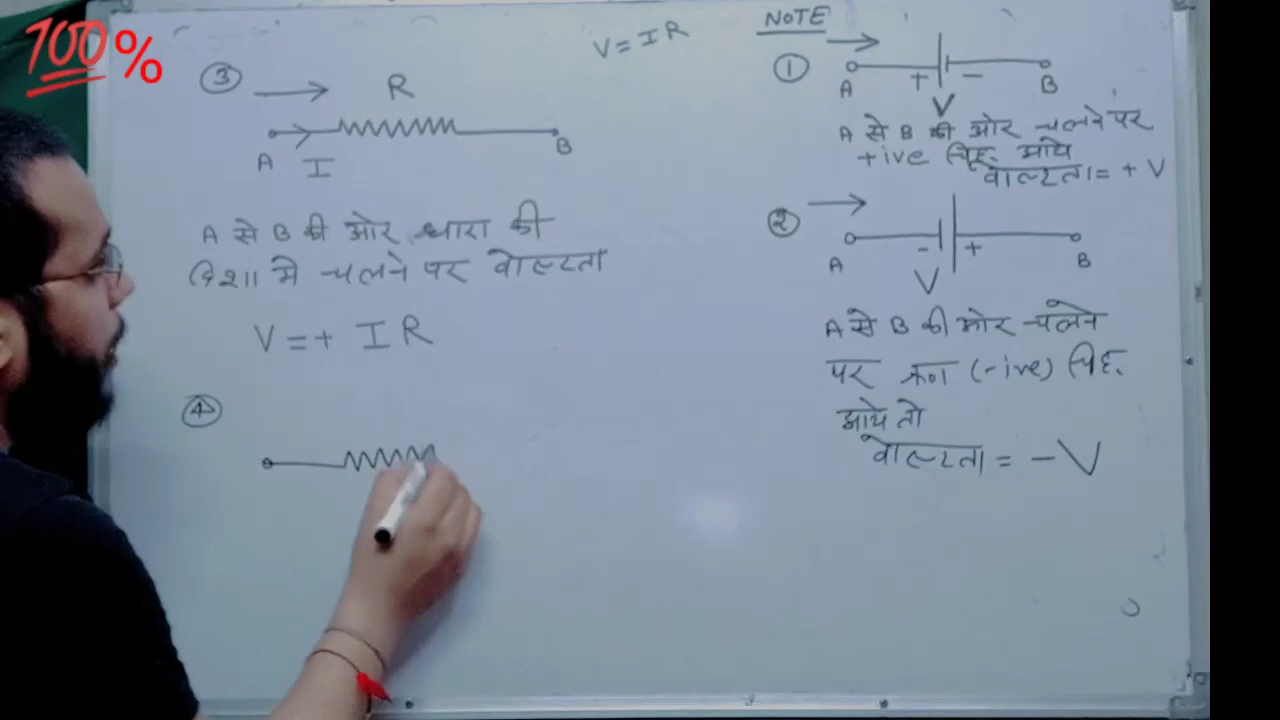 100%
V = I R
NOTE
①
A + - B
V
A से B की ओर चलने पर
+ive चिह्न आये
वोल्टता = + V
②
A - + B
V
A से B की ओर चलने
पर ऋण (-ive) चिह्न
आये तो
वोल्टता = - V
③ R
A I B
A से B की ओर धारा की
दिशा में चलने पर वोल्टता
V = + I R
④